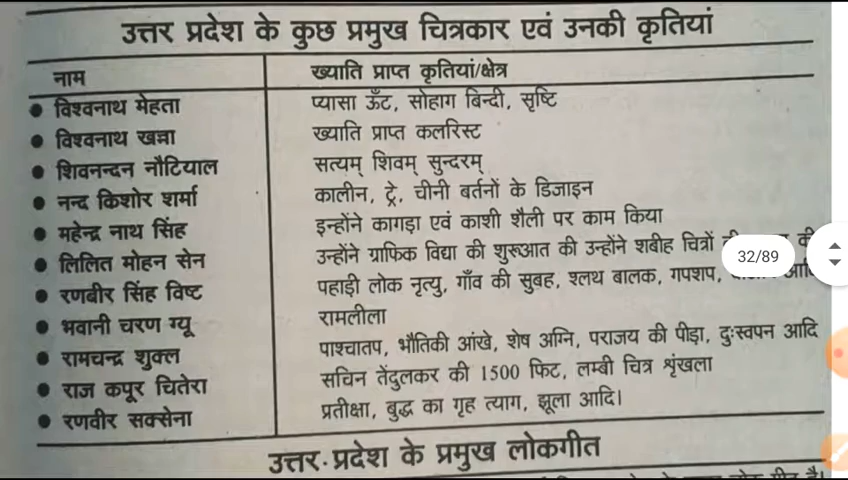 उत्तर प्रदेश के कुछ प्रमुख चित्रकार एवं उनकी कृतियां
नाम ख्याति प्राप्त कृतियां/क्षेत्र
● विश्वनाथ मेहता प्यासा ऊँट, सोहाग बिन्दी, सृष्टि
● विश्वनाथ खन्ना ख्याति प्राप्त कलरिस्ट
● शिवनन्दन नौटियाल सत्यम् शिवम् सुन्दरम्
● नन्द किशोर शर्मा कालीन, ट्रे, चीनी बर्तनों के डिजाइन
● महेन्द्र नाथ सिंह इन्होंने कागड़ा एवं काशी शैली पर काम किया
● लिलित मोहन सेन उन्होंने ग्राफिक विद्या की शुरूआत की उन्होंने शबीह चित्रों
● रणबीर सिंह विष्ट पहाड़ी लोक नृत्यु, गाँव की सुबह, श्लथ बालक, गपशप, आदि
● भवानी चरण ग्यू रामलीला
● रामचन्द्र शुक्ल पाश्चातप, भौतिकी आंखे, शेष अग्नि, पराजय की पीड़ा, दुःस्वपन आदि
● राज कपूर चितेरा सचिन तेंदुलकर की 1500 फिट, लम्बी चित्र शृंखला
● रणवीर सक्सेना प्रतीक्षा, बुद्ध का गृह त्याग, झूला आदि।
32/89
उत्तर प्रदेश के प्रमुख लोकगीत